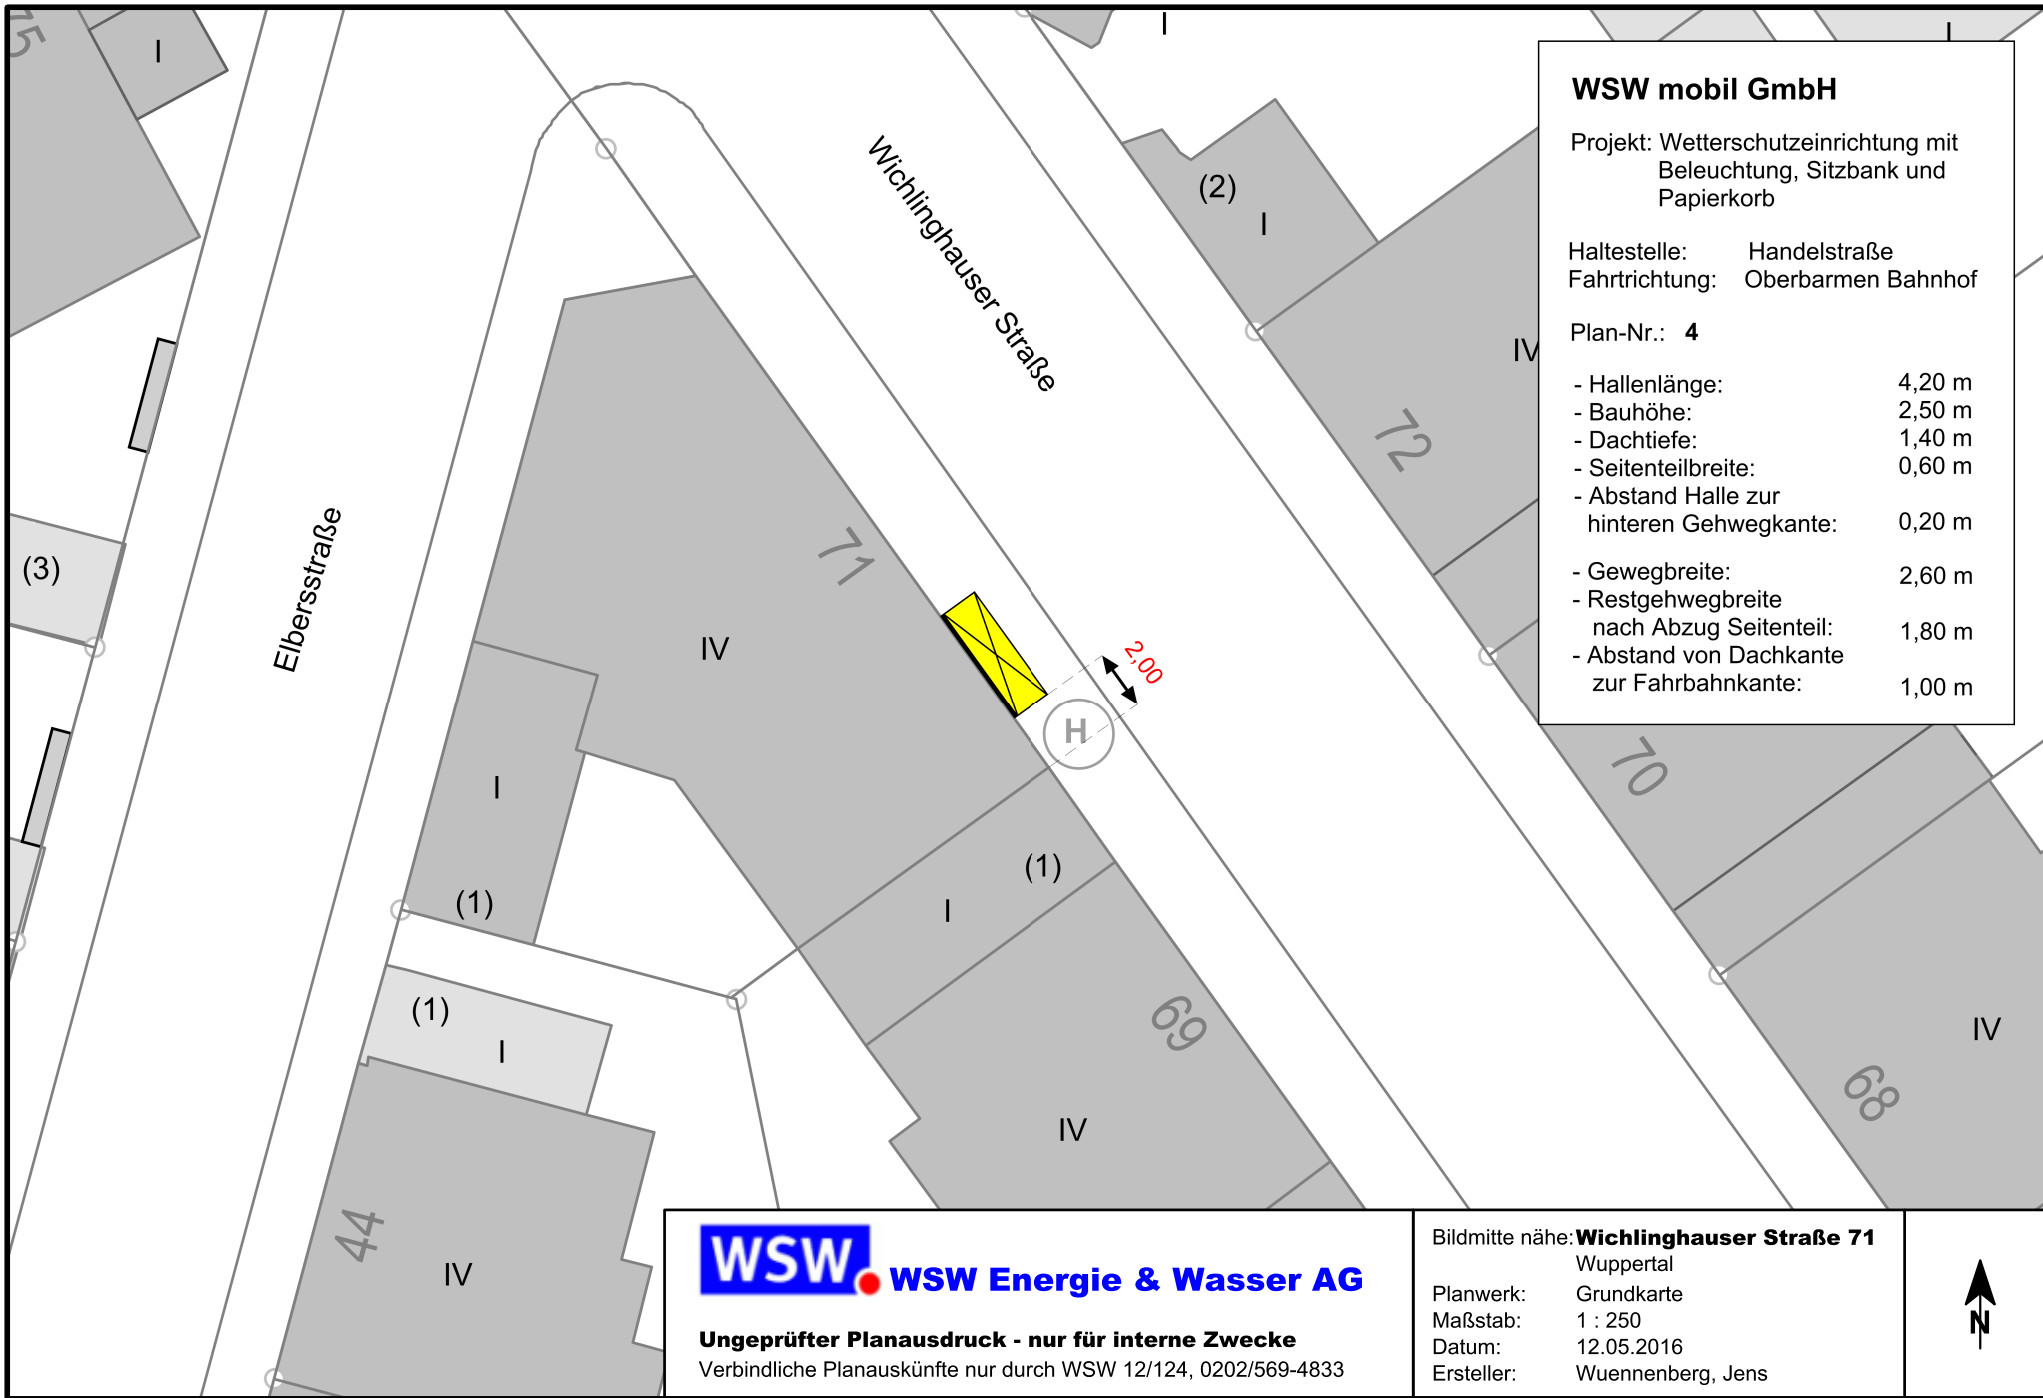 75
I
I
I
WSW mobil GmbH
Projekt: Wetterschutzeinrichtung mit
Beleuchtung, Sitzbank und
Papierkorb
Haltestelle: Handelstraße
Fahrtrichtung: Oberbarmen Bahnhof
Plan-Nr.: 4
- Hallenlänge: 4,20 m
- Bauhöhe: 2,50 m
- Dachtiefe: 1,40 m
- Seitenteilbreite: 0,60 m
- Abstand Halle zur
hinteren Gehwegkante: 0,20 m
- Gewegbreite: 2,60 m
- Restgehwegbreite
nach Abzug Seitenteil: 1,80 m
- Abstand von Dachkante
zur Fahrbahnkante: 1,00 m
Wichlinghauser Straße
(2)
I
IV
72
71
Elbersstraße
(3)
IV
2,00
H
70
I
(1)
(1)
I
(1)
I
69
IV
68
IV
44
IV
WSW
WSW Energie & Wasser AG
Ungeprüfter Planausdruck - nur für interne Zwecke
Verbindliche Planauskünfte nur durch WSW 12/124, 0202/569-4833
Bildmitte nähe: Wichlinghauser Straße 71
Wuppertal
Planwerk: Grundkarte
Maßstab: 1 : 250
Datum: 12.05.2016
Ersteller: Wuennenberg, Jens
N